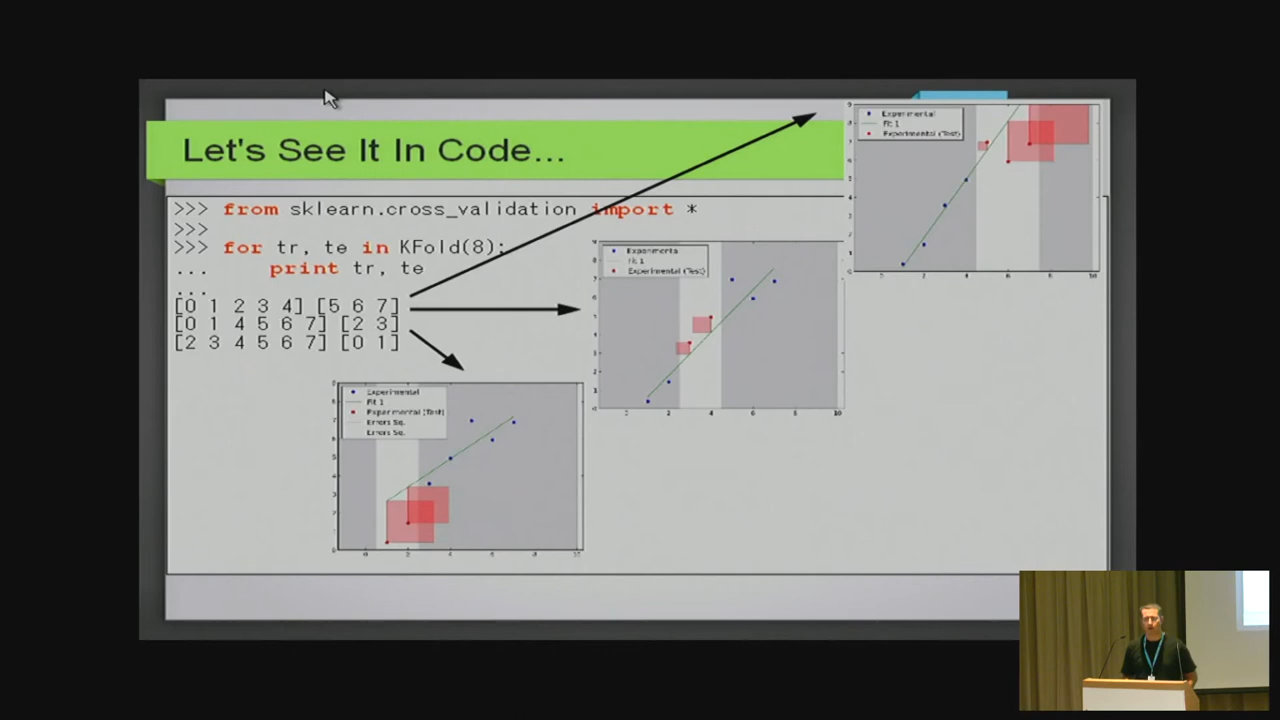 Let's See It In Code...
>>> from sklearn.cross_validation import *
>>>
>>> for tr, te in KFold(8):
...     print tr, te
...
[0 1 2 3 4] [5 6 7]
[0 1 4 5 6 7] [2 3]
[2 3 4 5 6 7] [0 1]
Experimental
Fit 1
Experimental (Test)
Experimenta
Fit 1
Experimental (Test)
Experimental
Fit 1
Experimental (Test)
Errors Sq.
Errors Sq.